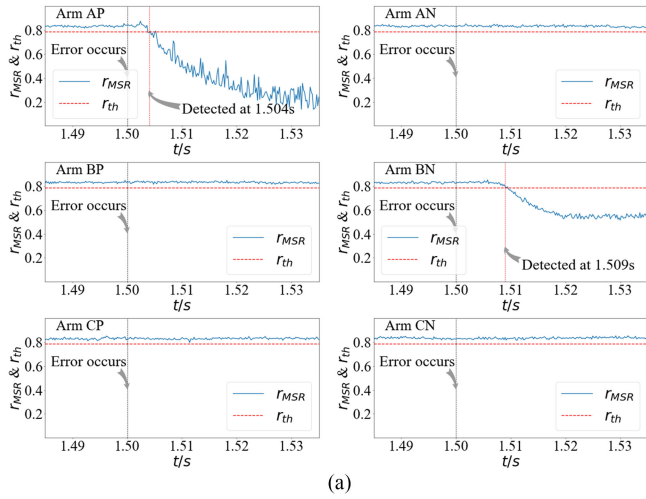 Arm AP
Error occurs
r_MSR
r_th
Detected at 1.504s
r_MSR & r_th
0.8
0.6
0.4
0.2
1.49 1.50 1.51 1.52 1.53
t/s
Arm AN
Error occurs
r_MSR
r_th
r_MSR & r_th
0.8
0.6
0.4
0.2
1.49 1.50 1.51 1.52 1.53
t/s
Arm BP
Error occurs
r_MSR
r_th
r_MSR & r_th
0.8
0.6
0.4
0.2
1.49 1.50 1.51 1.52 1.53
t/s
Arm BN
Error occurs
r_MSR
r_th
Detected at 1.509s
r_MSR & r_th
0.8
0.6
0.4
0.2
1.49 1.50 1.51 1.52 1.53
t/s
Arm CP
Error occurs
r_MSR
r_th
r_MSR & r_th
0.8
0.6
0.4
0.2
1.49 1.50 1.51 1.52 1.53
t/s
Arm CN
Error occurs
r_MSR
r_th
r_MSR & r_th
0.8
0.6
0.4
0.2
1.49 1.50 1.51 1.52 1.53
t/s
(a)